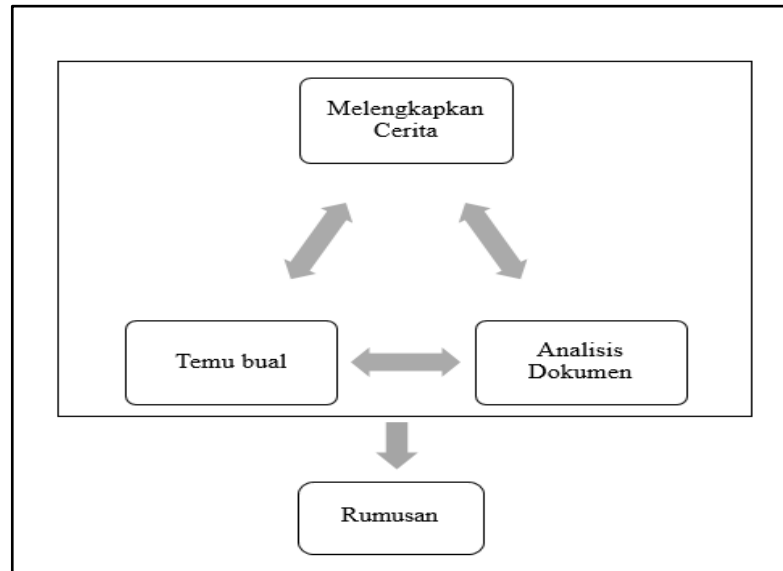 Melengkapkan
Cerita
Temu bual
Analisis
Dokumen
Rumusan